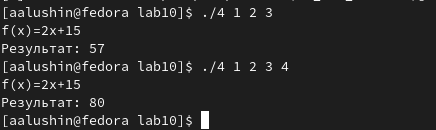 [aalushin@fedora lab10]$ ./4 1 2 3
f(x)=2x+15
Результат: 57
[aalushin@fedora lab10]$ ./4 1 2 3 4
f(x)=2x+15
Результат: 80
[aalushin@fedora lab10]$